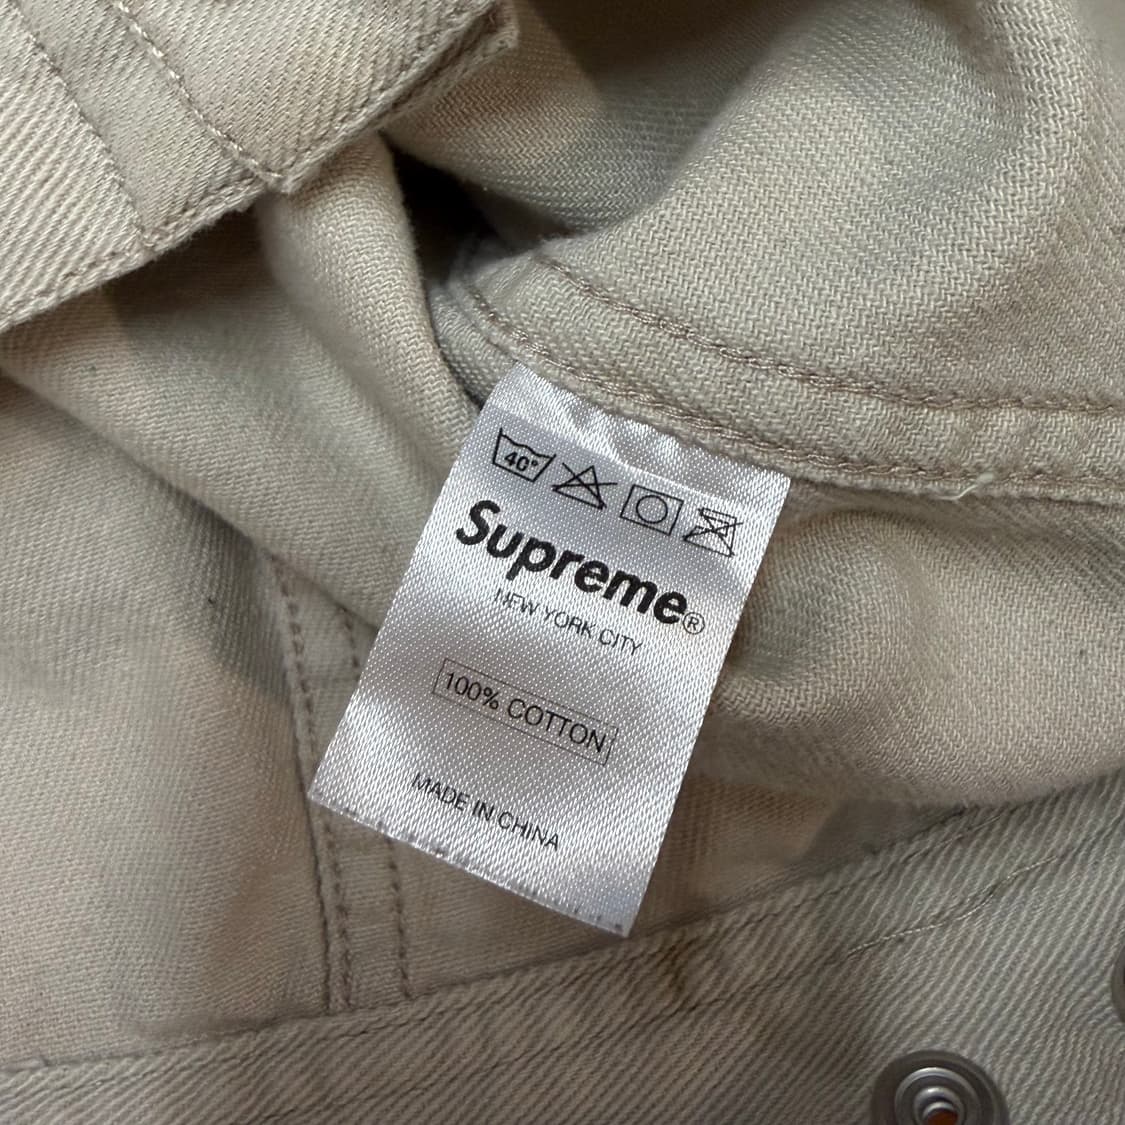 40°
Supreme®
NEW YORK CITY
100% COTTON
MADE IN CHINA